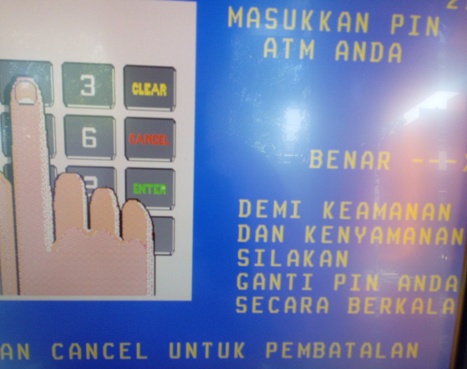 MASUKKAN PIN
ATM ANDA
3
CLEAR
6
CANCEL
BENAR
ENTER
DEMI KEAMANAN
DAN KENYAMANAN
SILAKAN
GANTI PIN ANDA
SECARA BERKALA
AN CANCEL UNTUK PEMBATALAN